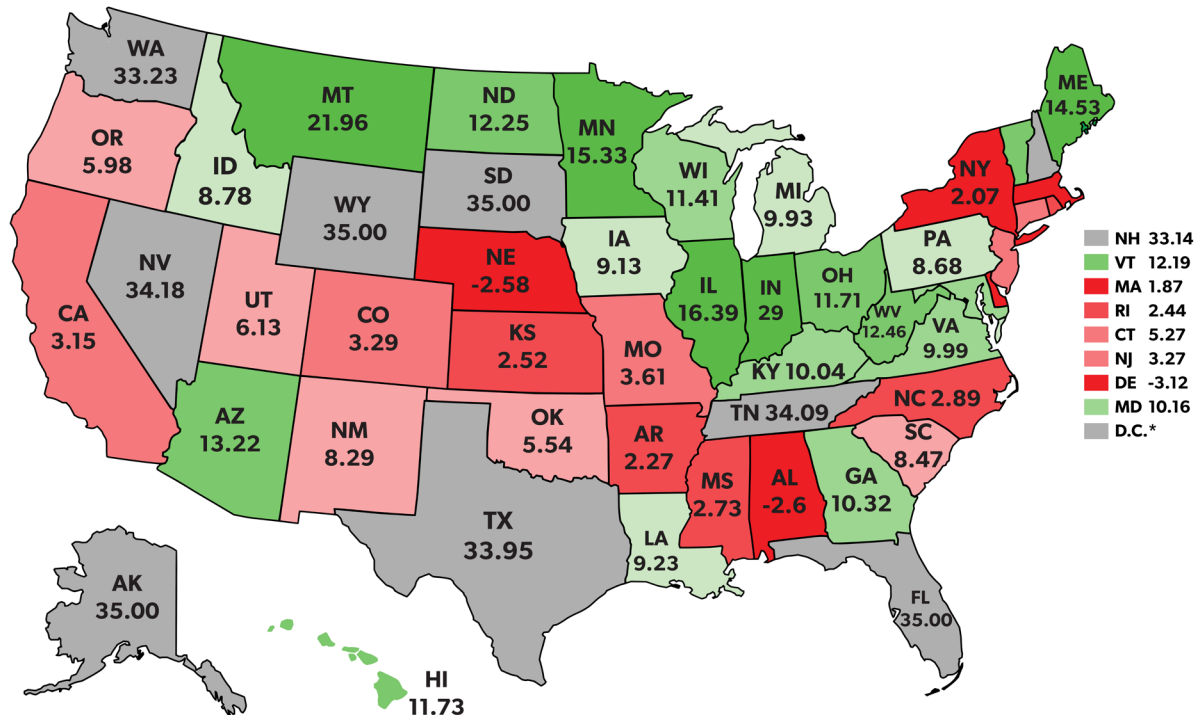 WA
33.23
OR
5.98
ID
8.78
MT
21.96
ND
12.25
MN
15.33
WI
11.41
MI
9.93
NY
2.07
ME
14.53
SD
35.00
WY
35.00
NE
-2.58
IA
9.13
PA
8.68
NV
34.18
CA
3.15
UT
6.13
CO
3.29
KS
2.52
MO
3.61
IL
16.39
IN
29
OH
11.71
WV
12.46
VA
9.99
KY 10.04
TN 34.09
NC 2.89
SC
8.47
AZ
13.22
NM
8.29
OK
5.54
AR
2.27
MS
2.73
AL
-2.6
GA
10.32
TX
33.95
LA
9.23
FL
35.00
AK
35.00
HI
11.73
NH 33.14
VT 12.19
MA 1.87
RI 2.44
CT 5.27
NJ 3.27
DE -3.12
MD 10.16
D.C.*